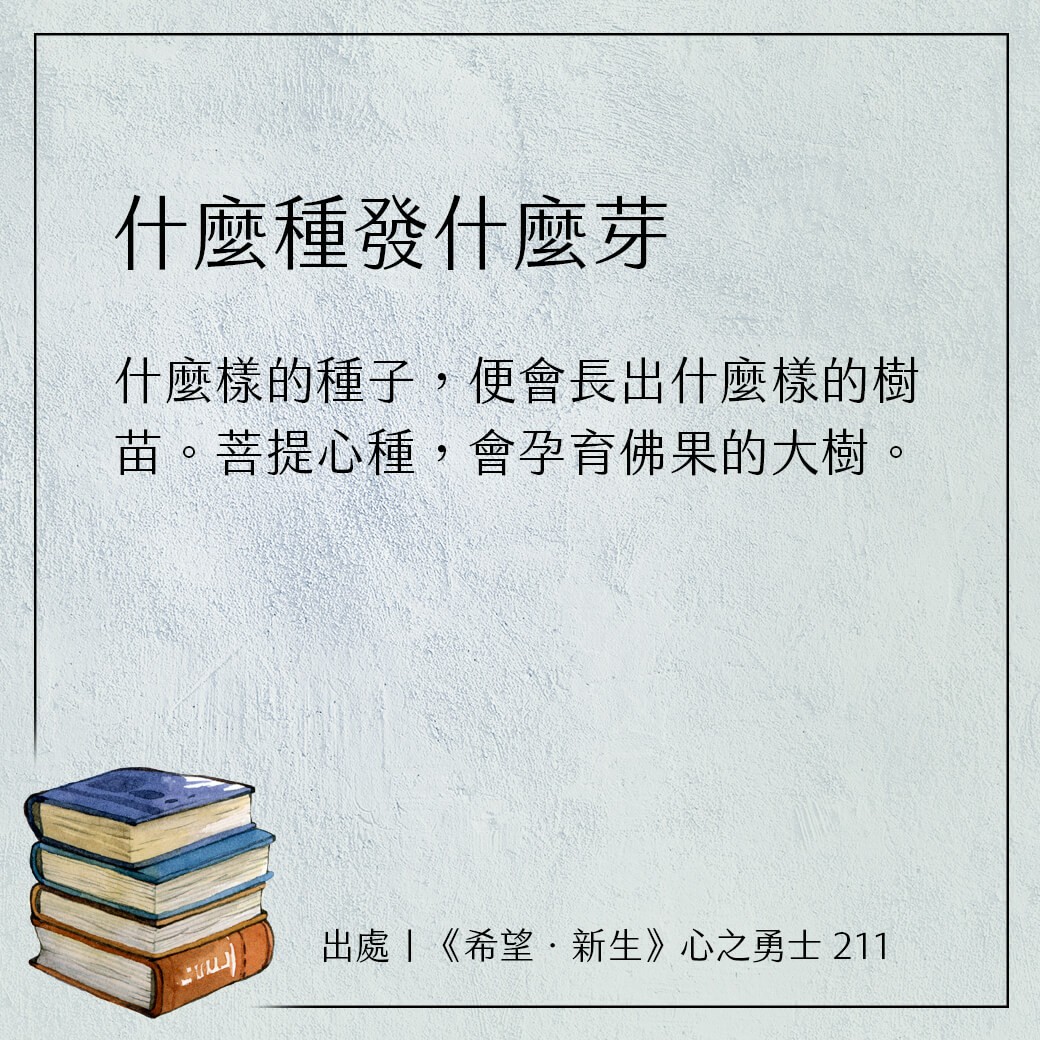 什麼種發什麼芽
什麼樣的種子，便會長出什麼樣的樹
苗。菩提心種，會孕育佛果的大樹。
出處｜《希望．新生》心之勇士 211